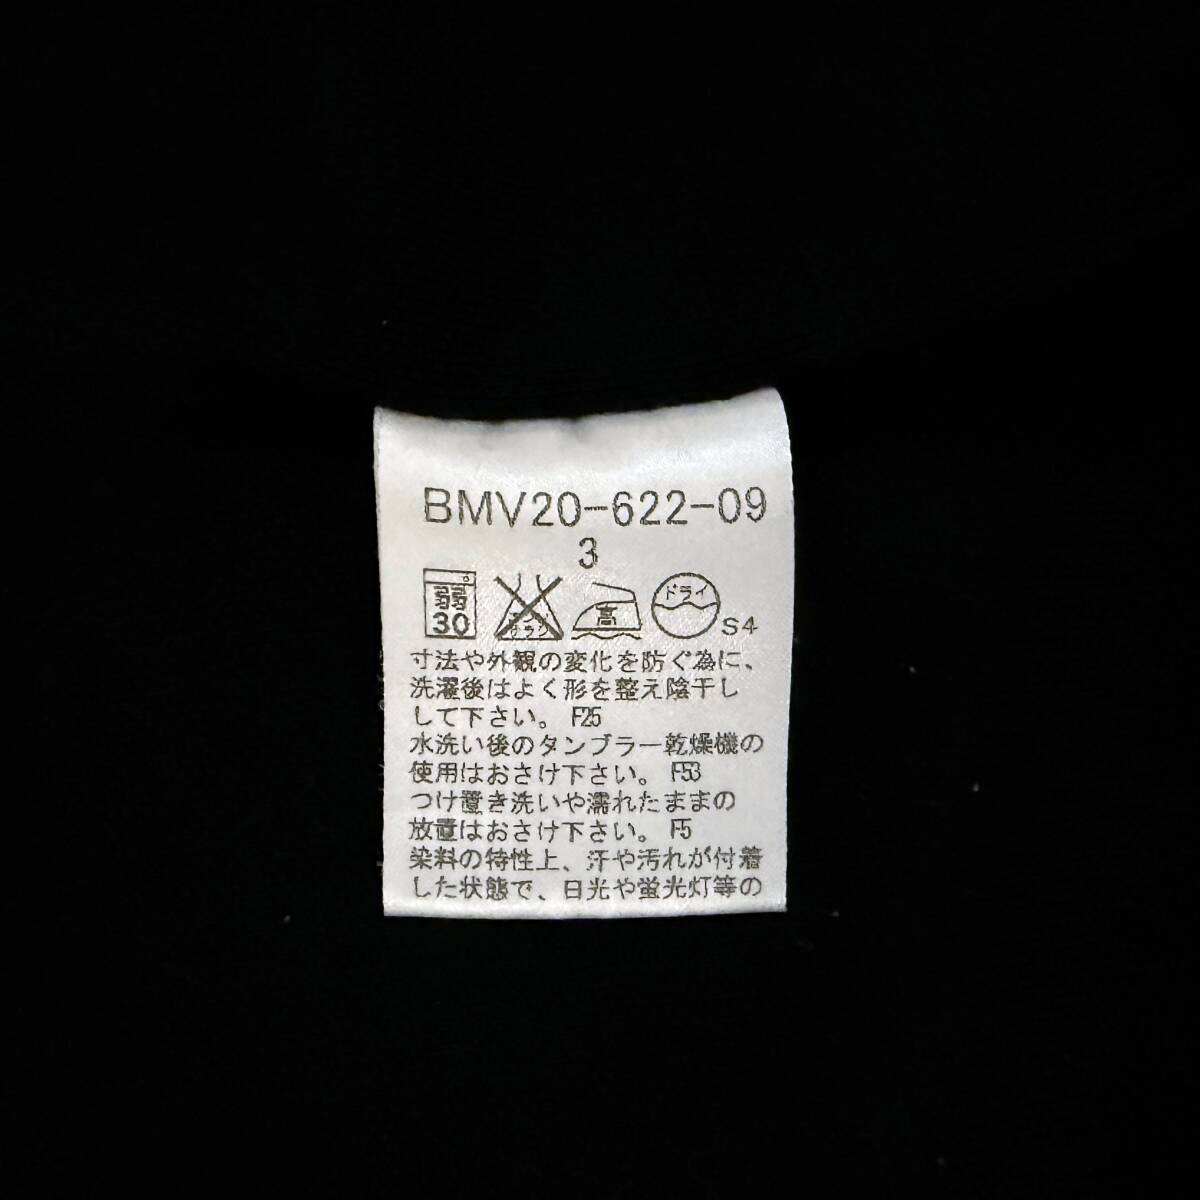 BMV20-622-09
3
弱 30 エンソサラシ 高 ドライ S4
寸法や外観の変化を防ぐ為に、
洗濯後はよく形を整え陰干し
して下さい。 F25
水洗い後のタンブラー乾燥機の
使用はおさけ下さい。 F53
つけ置き洗いや濡れたままの
放置はおさけ下さい。 F5
染料の特性上、汗や汚れが付着
した状態で、日光や蛍光灯等の